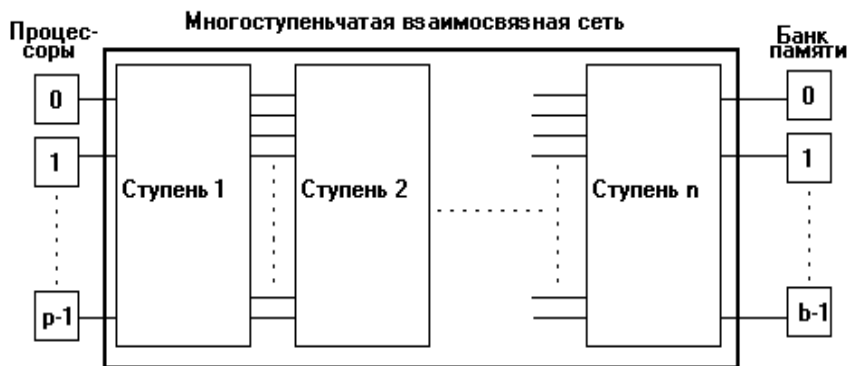 Многоступеньчатая взаимосвязная сеть
Процес-
соры
Банк
памяти
0
1
p-1
Ступень 1
Ступень 2
Ступень n
0
1
b-1